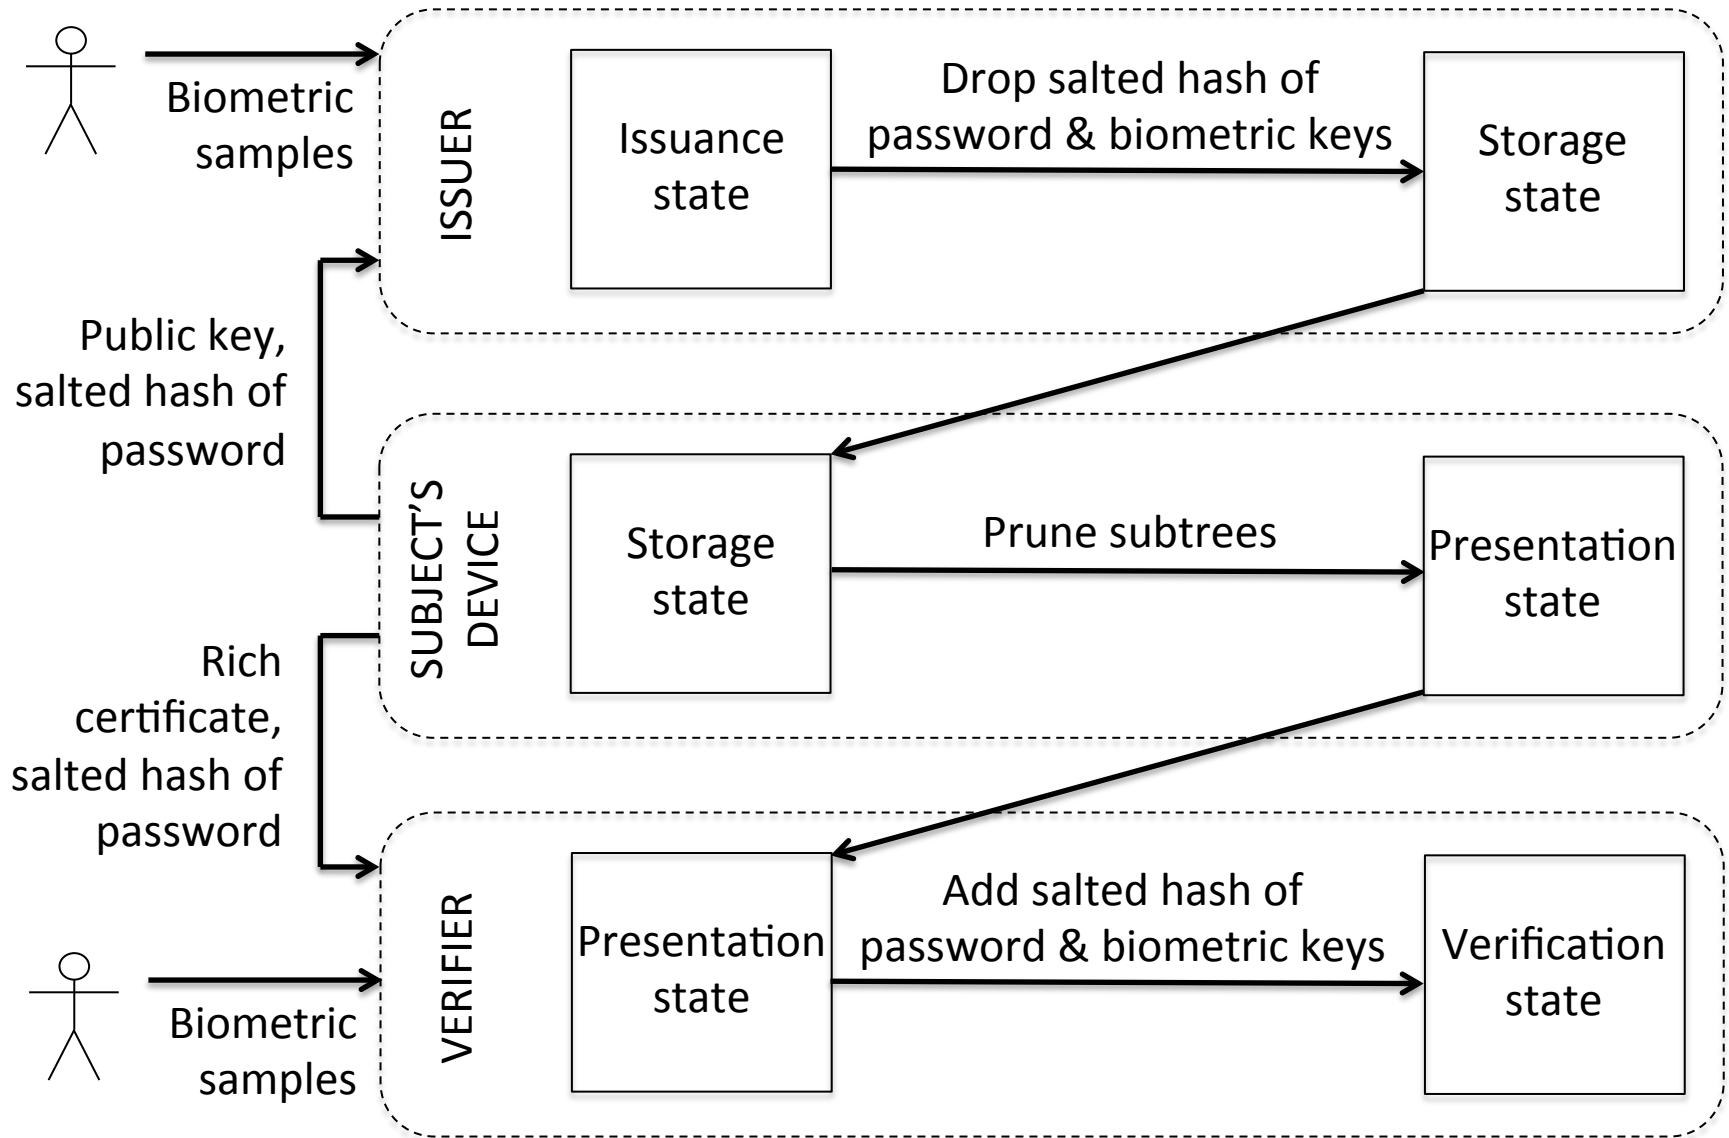 Biometric
samples
ISSUER
Issuance
state
Drop salted hash of
password & biometric keys
Storage
state
Public key,
salted hash of
password
SUBJECT’S
DEVICE
Storage
state
Prune subtrees
Presentation
state
Rich
certificate,
salted hash of
password
VERIFIER
Presentation
state
Add salted hash of
password & biometric keys
Verification
state
Biometric
samples